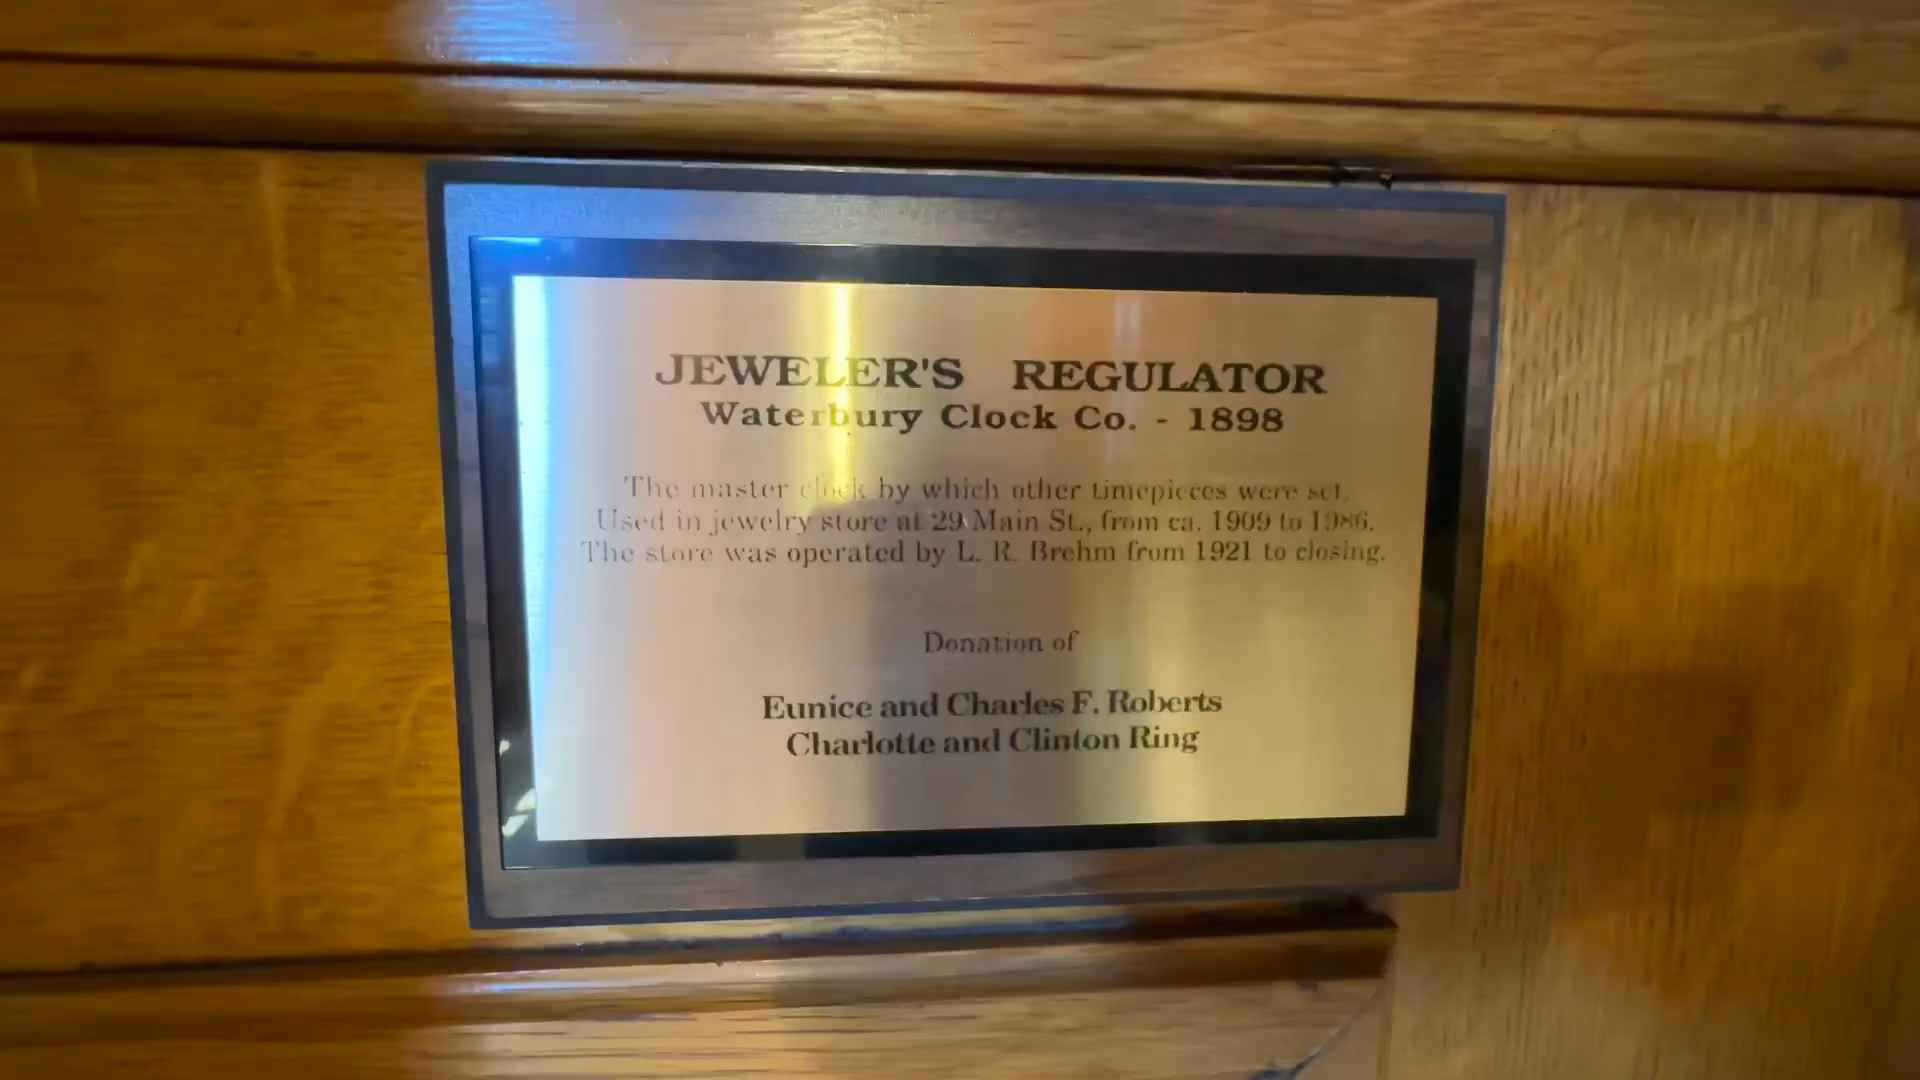 JEWELER'S REGULATOR
Waterbury Clock Co. - 1898
The master clock by which other timepieces were set.
Used in jewelry store at 29 Main St., from ca. 1909 to 1986.
The store was operated by L. R. Brehm from 1921 to closing.
Donation of
Eunice and Charles F. Roberts
Charlotte and Clinton Ring